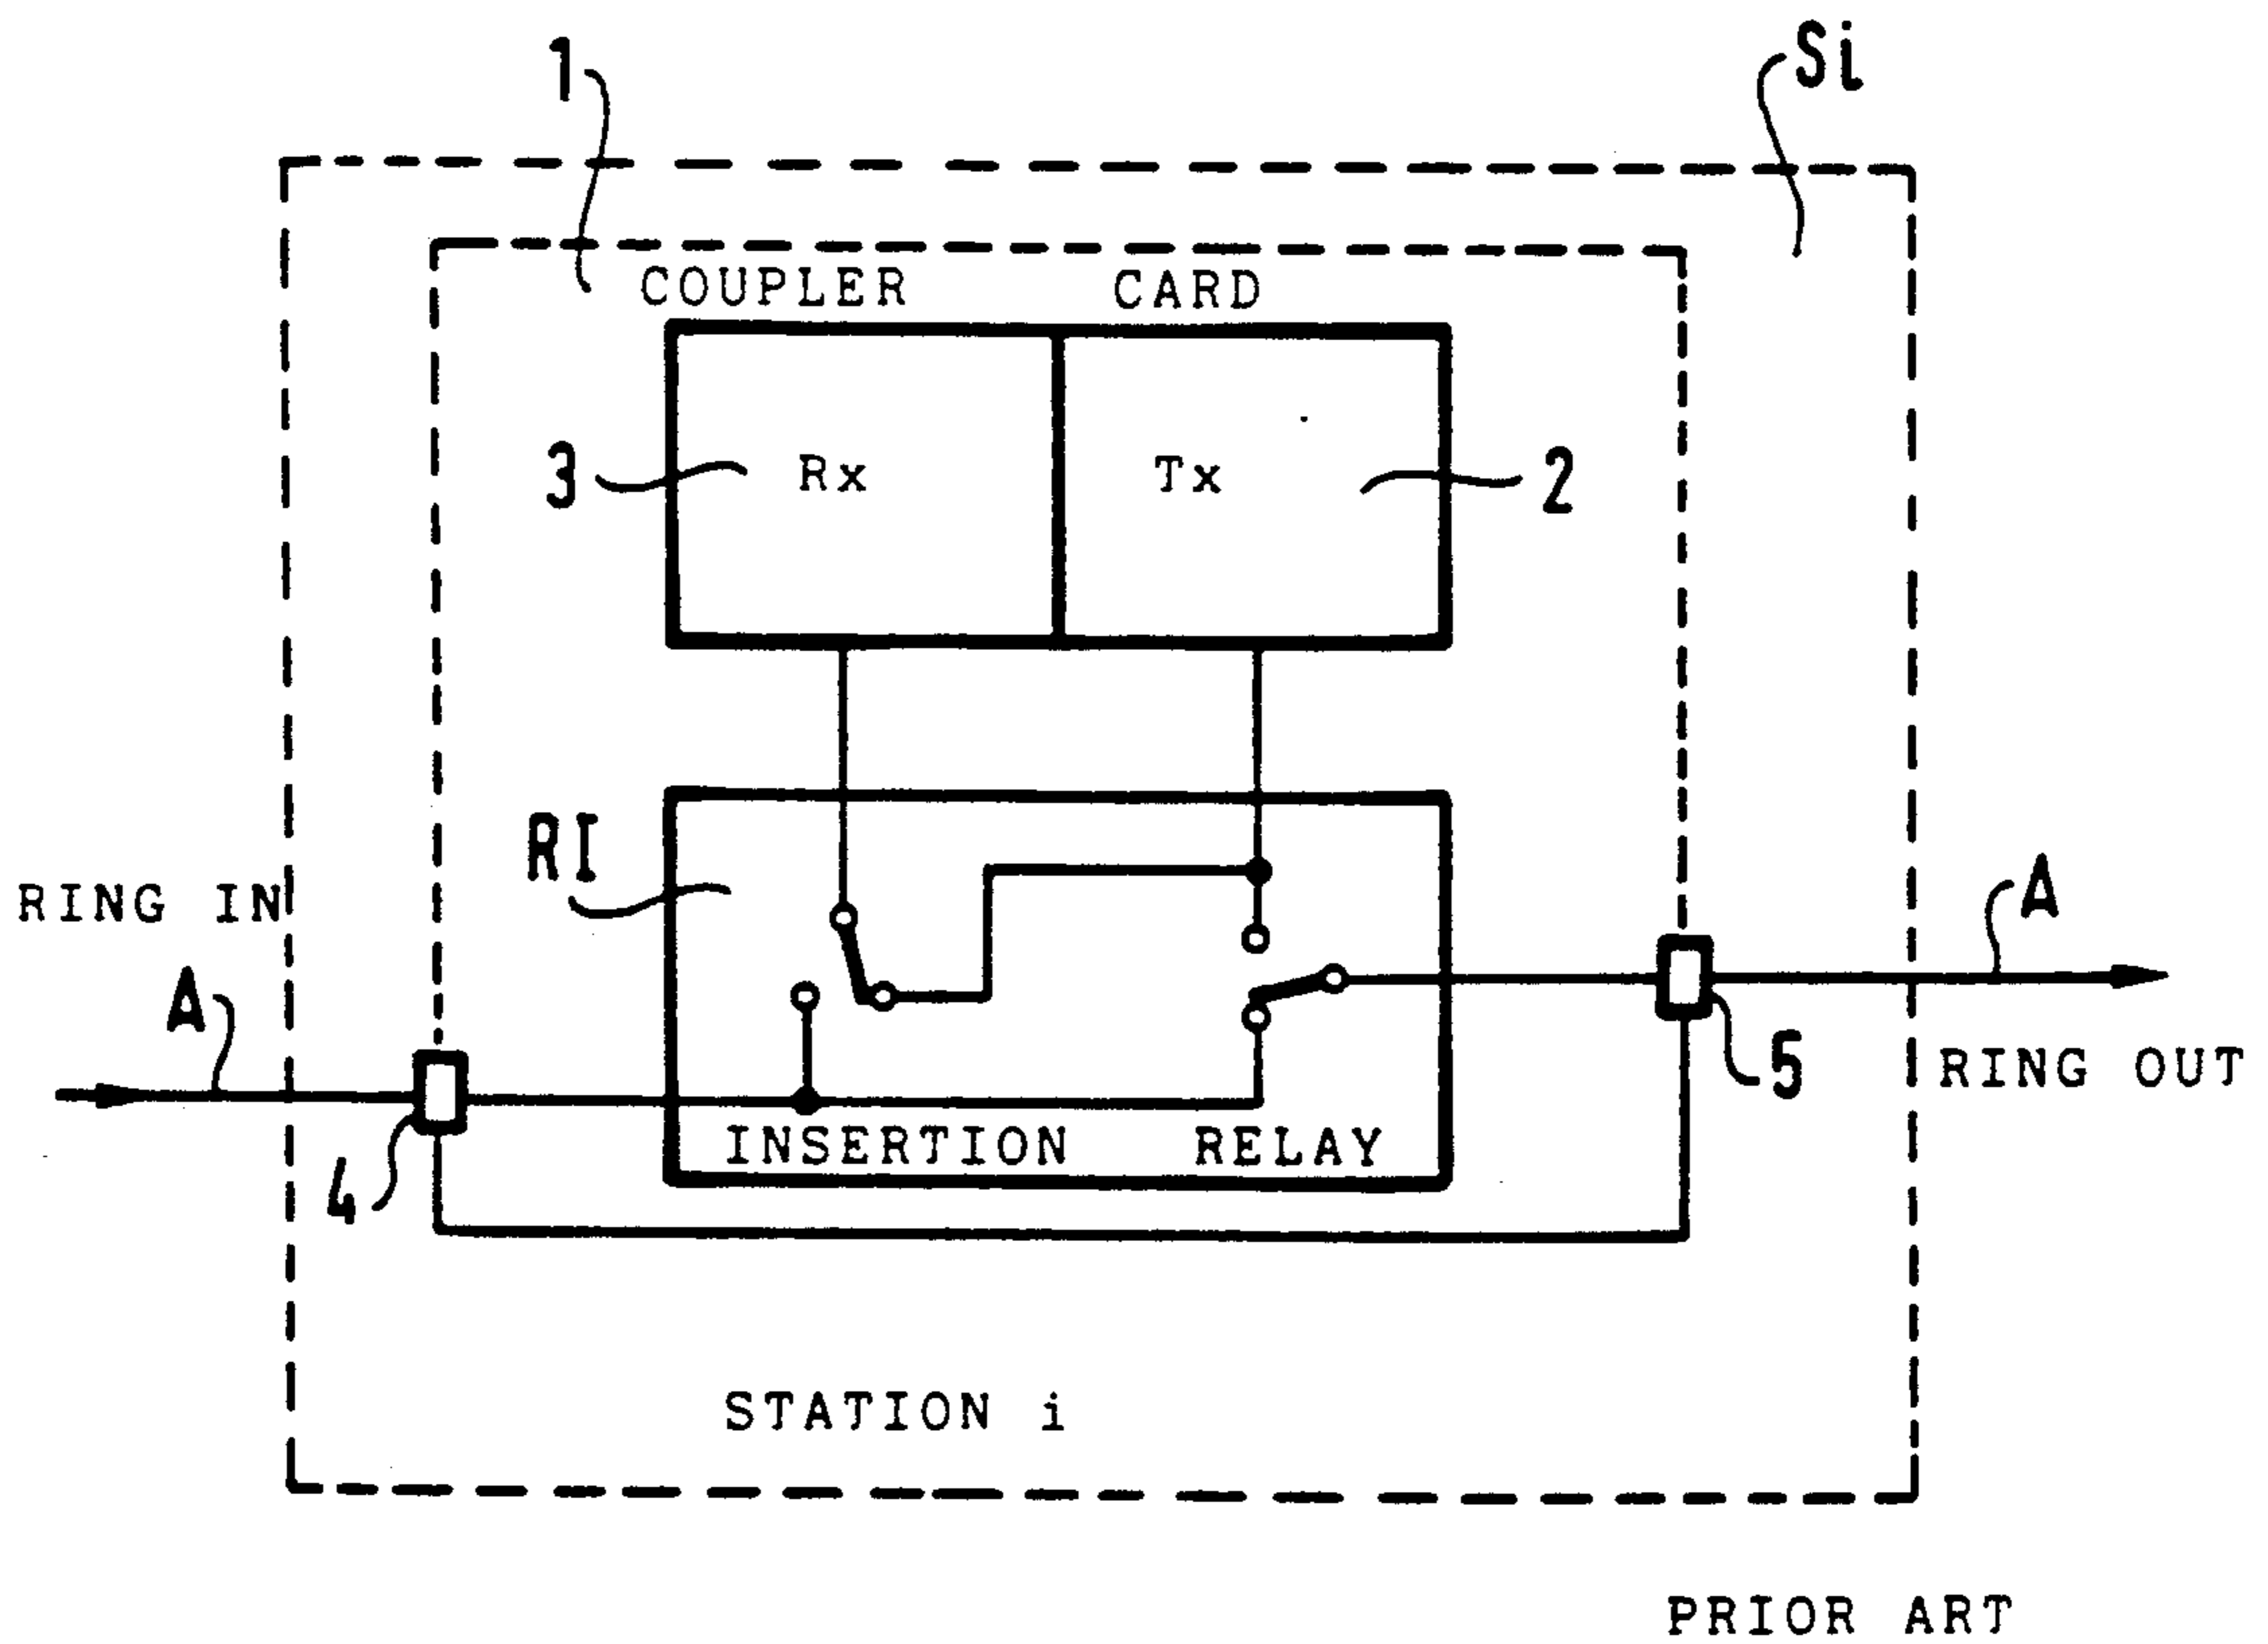 1
Si
COUPLER CARD
3
Rx
Tx
2
RI
RING IN
A
A
5
RING OUT
4
INSERTION RELAY
STATION i
PRIOR ART